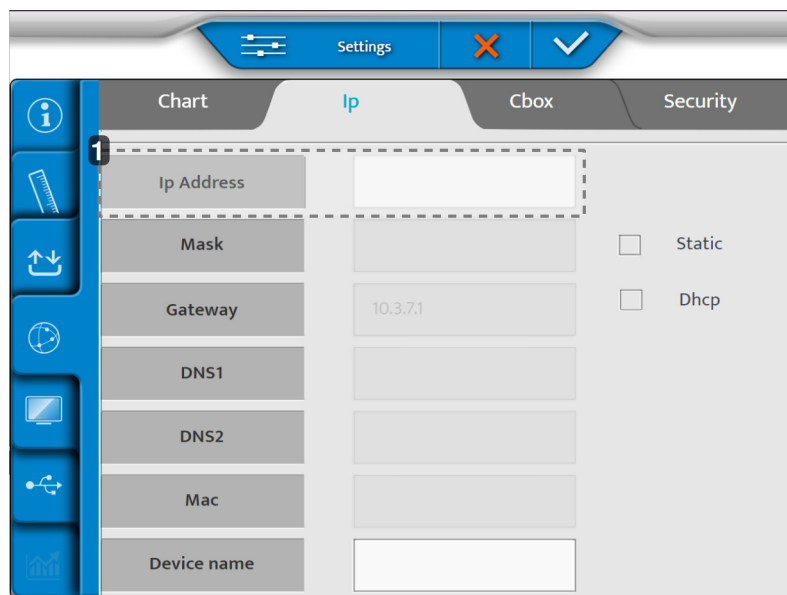 Settings
Chart Ip Cbox Security
1
Ip Address
Mask Static
Gateway 10.3.7.1 Dhcp
DNS1
DNS2
Mac
Device name